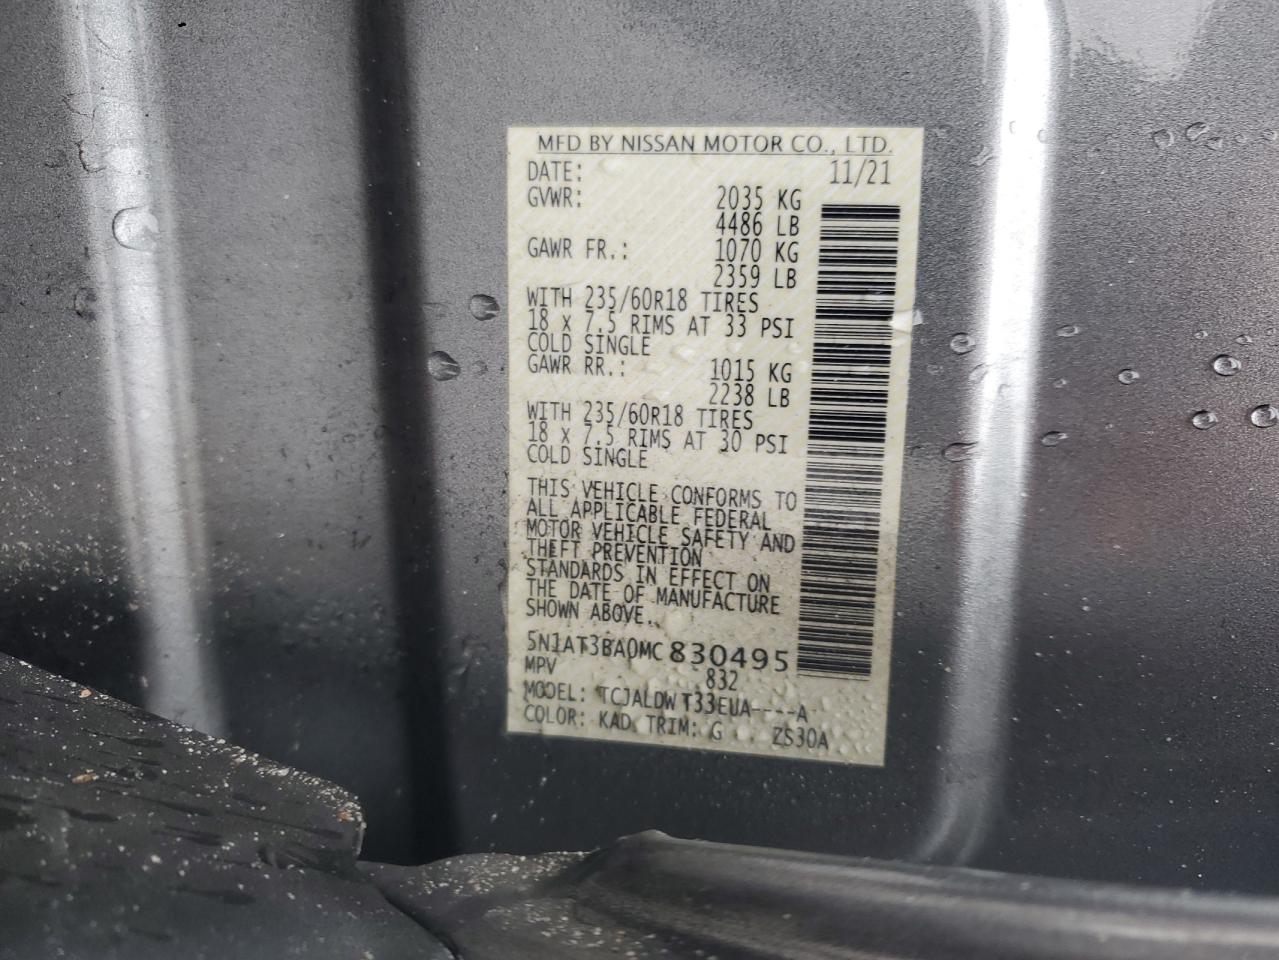 MFD BY NISSAN MOTOR CO., LTD.
DATE: 11/21
GVWR: 2035 KG
4486 LB
GAWR FR.: 1070 KG
2359 LB
WITH 235/60R18 TIRES
18 X 7.5 RIMS AT 33 PSI
COLD SINGLE
GAWR RR.: 1015 KG
2238 LB
WITH 235/60R18 TIRES
18 X 7.5 RIMS AT 30 PSI
COLD SINGLE
THIS VEHICLE CONFORMS TO
ALL APPLICABLE FEDERAL
MOTOR VEHICLE SAFETY AND
THEFT PREVENTION
STANDARDS IN EFFECT ON
THE DATE OF MANUFACTURE
SHOWN ABOVE.
5N1AT3BA0MC830495
MPV 832
MODEL: TCJALDWT33EUA----A
COLOR: KAD TRIM: G ZS30A